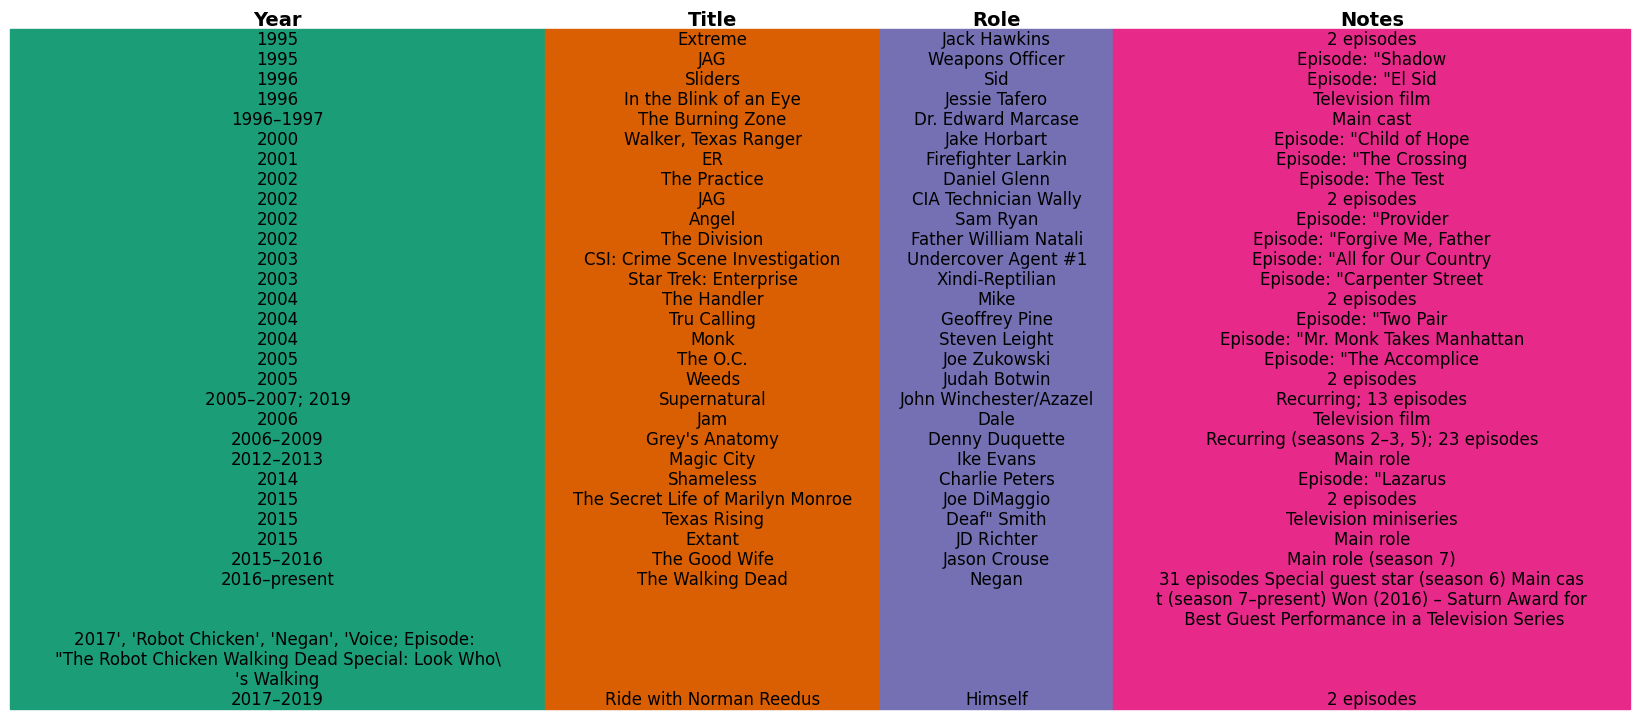 Year Title Role Notes
1995 Extreme Jack Hawkins 2 episodes
1995 JAG Weapons Officer Episode: "Shadow
1996 Sliders Sid Episode: "El Sid
1996 In the Blink of an Eye Jessie Tafero Television film
1996–1997 The Burning Zone Dr. Edward Marcase Main cast
2000 Walker, Texas Ranger Jake Horbart Episode: "Child of Hope
2001 ER Firefighter Larkin Episode: "The Crossing
2002 The Practice Daniel Glenn Episode: The Test
2002 JAG CIA Technician Wally 2 episodes
2002 Angel Sam Ryan Episode: "Provider
2002 The Division Father William Natali Episode: "Forgive Me, Father
2003 CSI: Crime Scene Investigation Undercover Agent #1 Episode: "All for Our Country
2003 Star Trek: Enterprise Xindi-Reptilian Episode: "Carpenter Street
2004 The Handler Mike 2 episodes
2004 Tru Calling Geoffrey Pine Episode: "Two Pair
2004 Monk Steven Leight Episode: "Mr. Monk Takes Manhattan
2005 The O.C. Joe Zukowski Episode: "The Accomplice
2005 Weeds Judah Botwin 2 episodes
2005–2007; 2019 Supernatural John Winchester/Azazel Recurring; 13 episodes
2006 Jam Dale Television film
2006–2009 Grey's Anatomy Denny Duquette Recurring (seasons 2–3, 5); 23 episodes
2012–2013 Magic City Ike Evans Main role
2014 Shameless Charlie Peters Episode: "Lazarus
2015 The Secret Life of Marilyn Monroe Joe DiMaggio 2 episodes
2015 Texas Rising Deaf" Smith Television miniseries
2015 Extant JD Richter Main role
2015–2016 The Good Wife Jason Crouse Main role (season 7)
2016–present The Walking Dead Negan 31 episodes Special guest star (season 6) Main cas
t (season 7–present) Won (2016) – Saturn Award for
Best Guest Performance in a Television Series
2017', 'Robot Chicken', 'Negan', 'Voice; Episode:
"The Robot Chicken Walking Dead Special: Look Who\
's Walking
2017–2019 Ride with Norman Reedus Himself 2 episodes